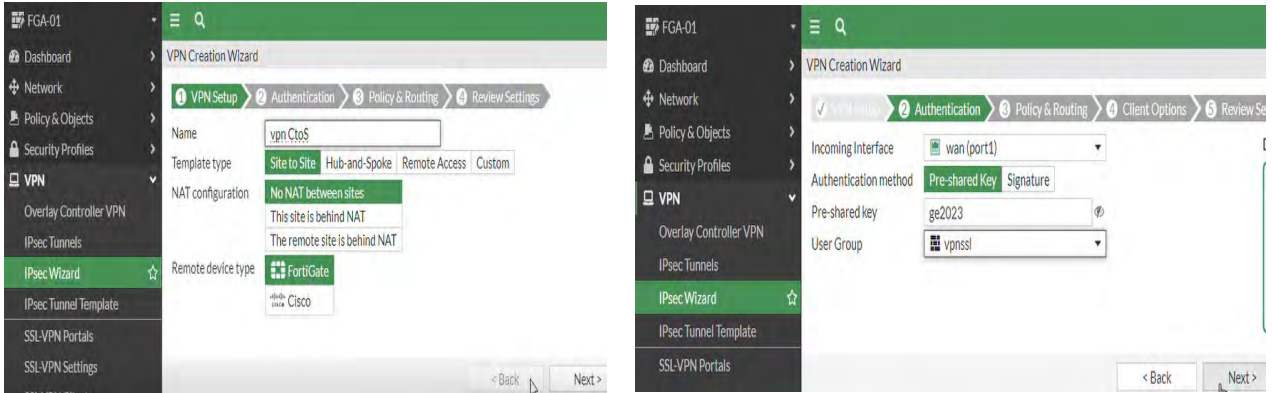 FGA-01
Dashboard
Network
Policy & Objects
Security Profiles
VPN
Overlay Controller VPN
IPsec Tunnels
IPsec Wizard
IPsec Tunnel Template
SSL-VPN Portals
SSL-VPN Settings
VPN Creation Wizard
1 VPN Setup 2 Authentication 3 Policy & Routing 4 Review Settings
Name vpn CtoS
Template type Site to Site Hub-and-Spoke Remote Access Custom
NAT configuration No NAT between sites
This site is behind NAT
The remote site is behind NAT
Remote device type FortiGate
Cisco
< Back Next >
FGA-01
Dashboard
Network
Policy & Objects
Security Profiles
VPN
Overlay Controller VPN
IPsec Tunnels
IPsec Wizard
IPsec Tunnel Template
SSL-VPN Portals
VPN Creation Wizard
2 Authentication 3 Policy & Routing 4 Client Options 5 Review Se
Incoming Interface wan (port1)
Authentication method Pre-shared Key Signature
Pre-shared key ge2023
User Group vpnssl
< Back Next >